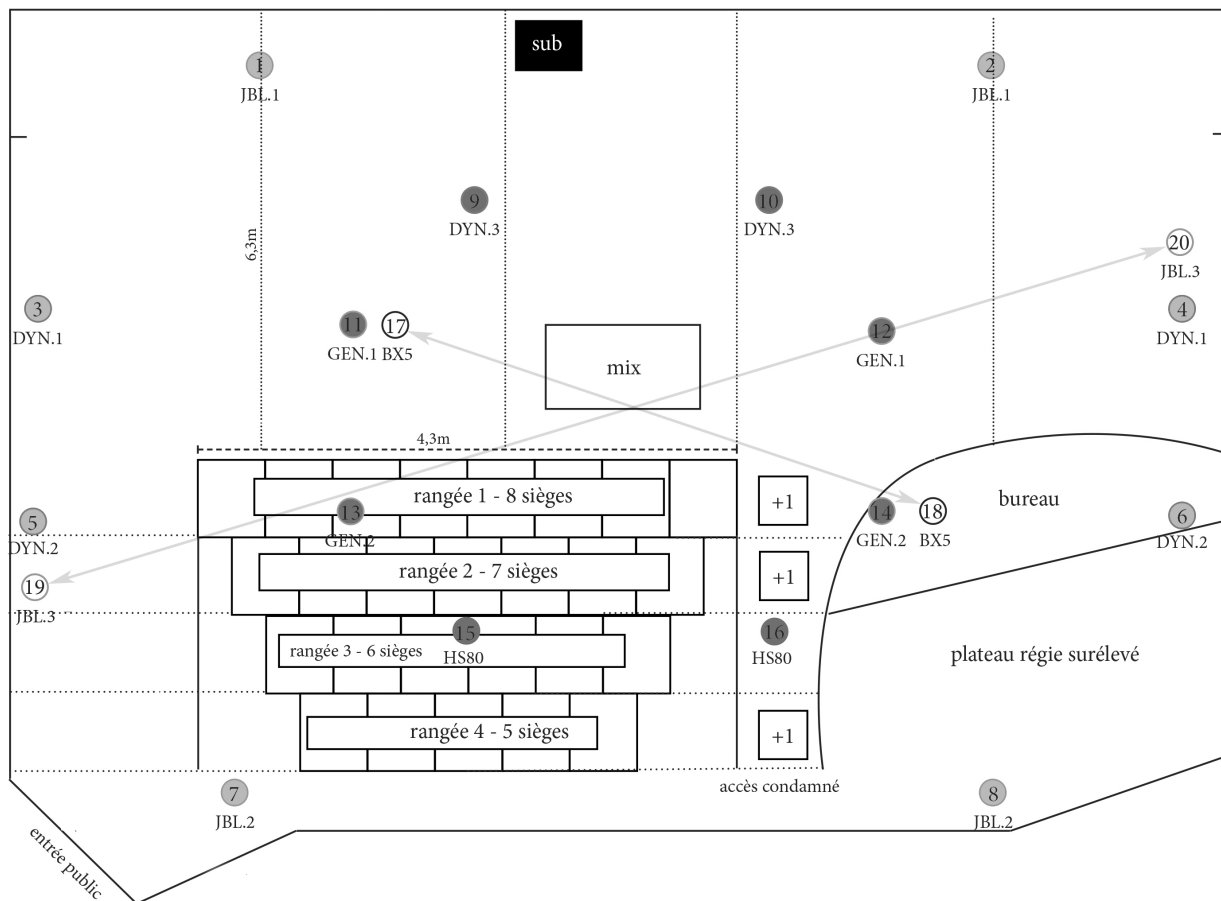 sub
1
JBL.1
2
JBL.1
9
DYN.3
10
DYN.3
6,3m
20
JBL.3
3
DYN.1
11
GEN.1
17
BX5
12
GEN.1
4
DYN.1
mix
4,3m
rangée 1 - 8 sièges
+1
bureau
13
GEN.2
14
GEN.2
18
BX5
5
DYN.2
6
DYN.2
rangée 2 - 7 sièges
+1
19
JBL.3
15
HS80
rangée 3 - 6 sièges
16
HS80
plateau régie surélevé
rangée 4 - 5 sièges
+1
accès condamné
7
JBL.2
8
JBL.2
entrée public